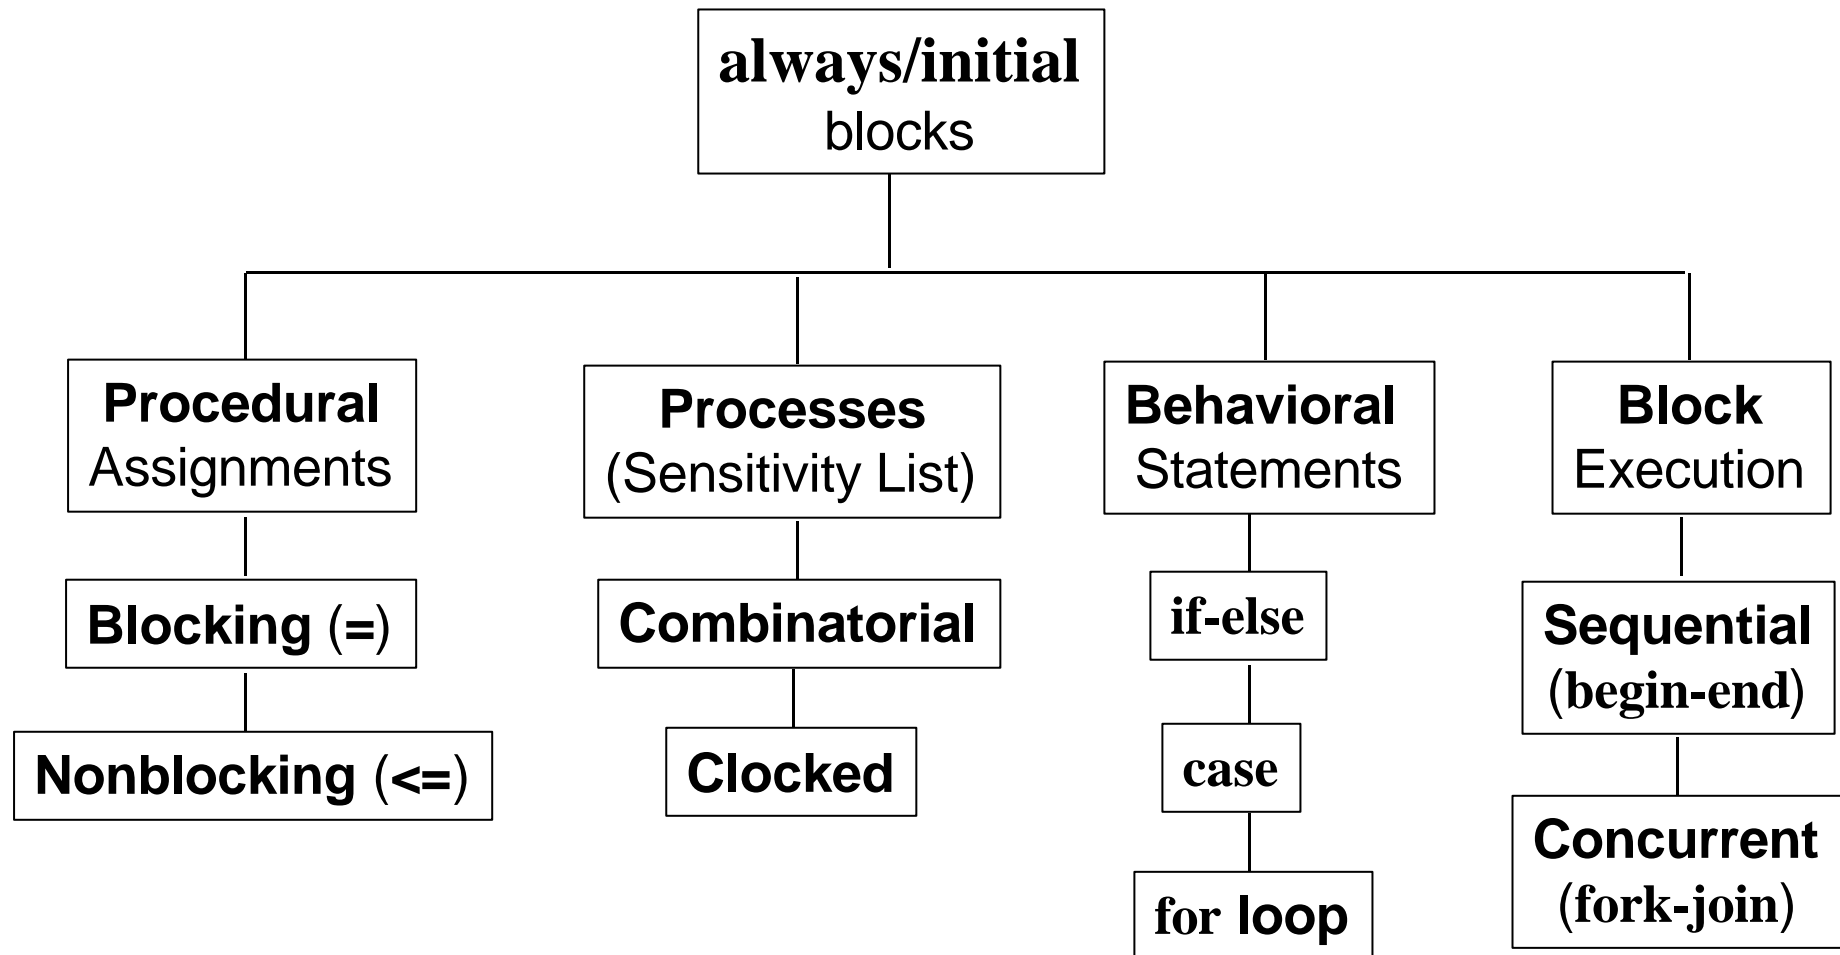 always/initial
blocks
Procedural
Assignments
Blocking (=)
Nonblocking (<=)
Processes
(Sensitivity List)
Combinatorial
Clocked
Behavioral
Statements
if-else
case
for loop
Block
Execution
Sequential
(begin-end)
Concurrent
(fork-join)